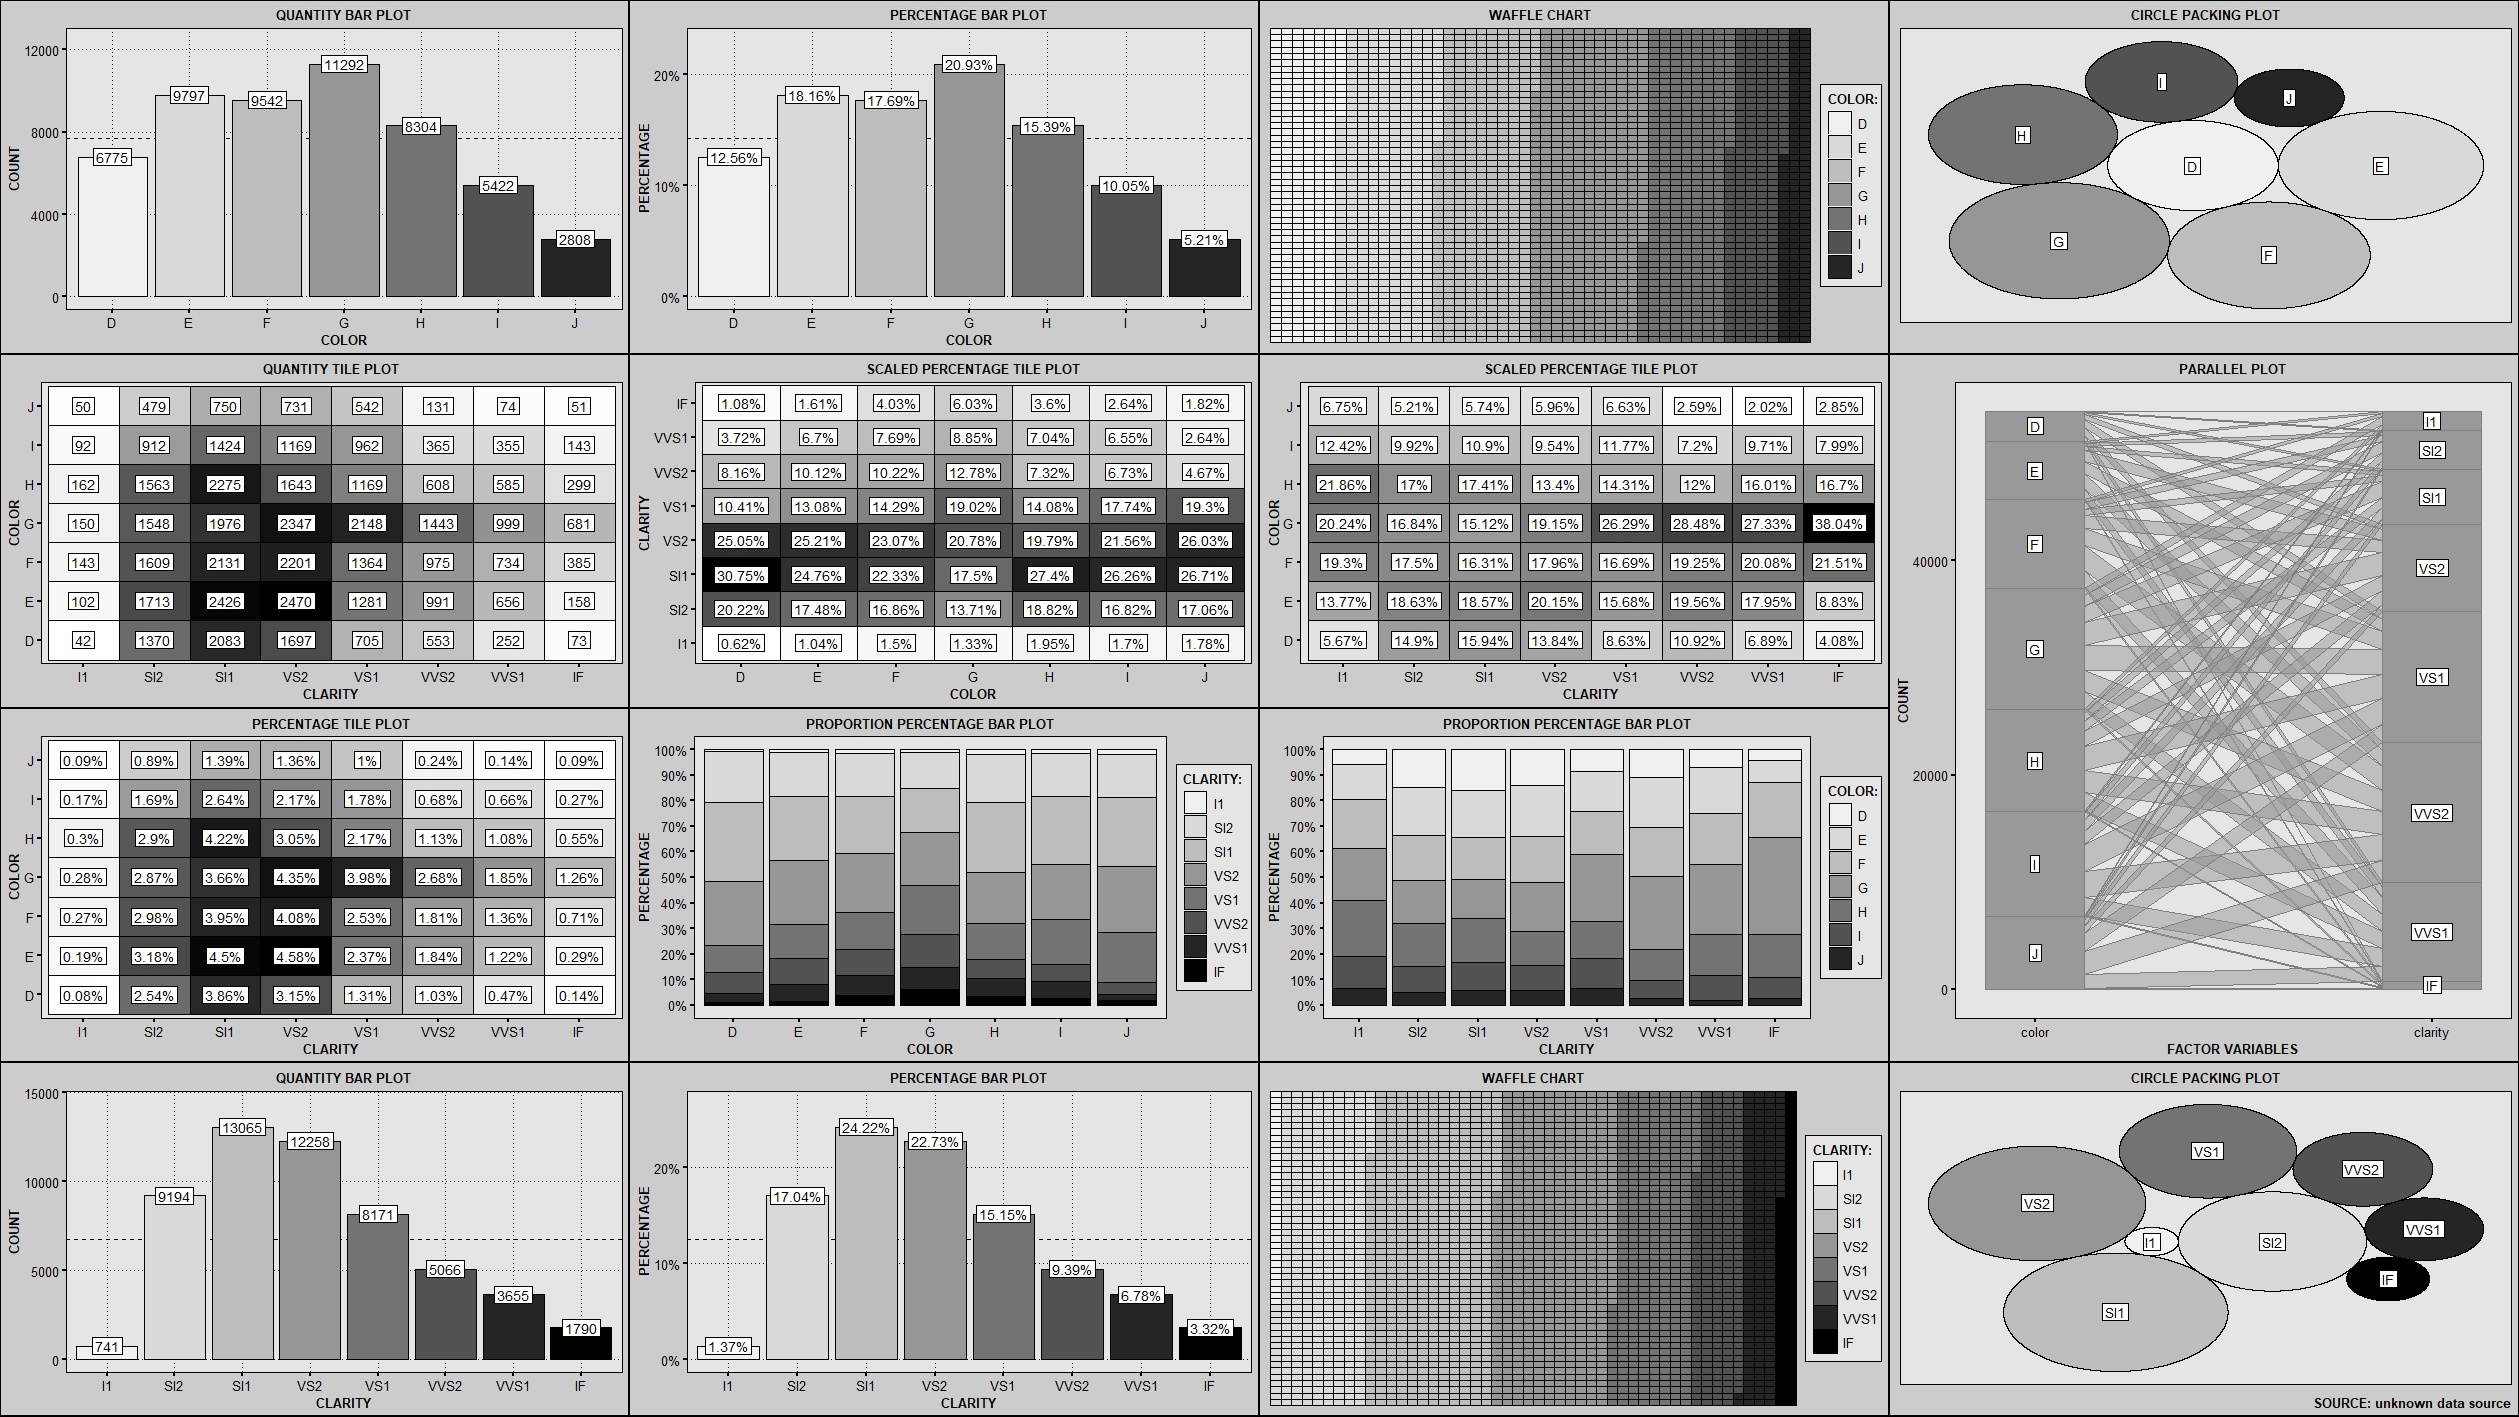 QUANTITY BAR PLOT
12000
8000
4000
0
COUNT
6775
9797
9542
11292
8304
5422
2808
D E F G H I J
COLOR
PERCENTAGE BAR PLOT
20%
10%
0%
PERCENTAGE
12.56%
18.16%
17.69%
20.93%
15.39%
10.05%
5.21%
D E F G H I J
COLOR
WAFFLE CHART
COLOR:
D
E
F
G
H
I
J
CIRCLE PACKING PLOT
I
J
H
D
E
G
F
QUANTITY TILE PLOT
COLOR
J 50 479 750 731 542 131 74 51
I 92 912 1424 1169 962 365 355 143
H 162 1563 2275 1643 1169 608 585 299
G 150 1548 1976 2347 2148 1443 999 681
F 143 1609 2131 2201 1364 975 734 385
E 102 1713 2426 2470 1281 991 656 158
D 42 1370 2083 1697 705 553 252 73
I1 SI2 SI1 VS2 VS1 VVS2 VVS1 IF
CLARITY
SCALED PERCENTAGE TILE PLOT
CLARITY
IF 1.08% 1.61% 4.03% 6.03% 3.6% 2.64% 1.82%
VVS1 3.72% 6.7% 7.69% 8.85% 7.04% 6.55% 2.64%
VVS2 8.16% 10.12% 10.22% 12.78% 7.32% 6.73% 4.67%
VS1 10.41% 13.08% 14.29% 19.02% 14.08% 17.74% 19.3%
VS2 25.05% 25.21% 23.07% 20.78% 19.79% 21.56% 26.03%
SI1 30.75% 24.76% 22.33% 17.5% 27.4% 26.26% 26.71%
SI2 20.22% 17.48% 16.86% 13.71% 18.82% 16.82% 17.06%
I1 0.62% 1.04% 1.5% 1.33% 1.95% 1.7% 1.78%
D E F G H I J
COLOR
SCALED PERCENTAGE TILE PLOT
COLOR
J 6.75% 5.21% 5.74% 5.96% 6.63% 2.59% 2.02% 2.85%
I 12.42% 9.92% 10.9% 9.54% 11.77% 7.2% 9.71% 7.99%
H 21.86% 17% 17.41% 13.4% 14.31% 12% 16.01% 16.7%
G 20.24% 16.84% 15.12% 19.15% 26.29% 28.48% 27.33% 38.04%
F 19.3% 17.5% 16.31% 17.96% 16.69% 19.25% 20.08% 21.51%
E 13.77% 18.63% 18.57% 20.15% 15.68% 19.56% 17.95% 8.83%
D 5.67% 14.9% 15.94% 13.84% 8.63% 10.92% 6.89% 4.08%
I1 SI2 SI1 VS2 VS1 VVS2 VVS1 IF
CLARITY
PARALLEL PLOT
COUNT
40000
20000
0
D
E
F
G
H
I
J
I1
SI2
SI1
VS2
VS1
VVS2
VVS1
IF
color clarity
FACTOR VARIABLES
PERCENTAGE TILE PLOT
COLOR
J 0.09% 0.89% 1.39% 1.36% 1% 0.24% 0.14% 0.09%
I 0.17% 1.69% 2.64% 2.17% 1.78% 0.68% 0.66% 0.27%
H 0.3% 2.9% 4.22% 3.05% 2.17% 1.13% 1.08% 0.55%
G 0.28% 2.87% 3.66% 4.35% 3.98% 2.68% 1.85% 1.26%
F 0.27% 2.98% 3.95% 4.08% 2.53% 1.81% 1.36% 0.71%
E 0.19% 3.18% 4.5% 4.58% 2.37% 1.84% 1.22% 0.29%
D 0.08% 2.54% 3.86% 3.15% 1.31% 1.03% 0.47% 0.14%
I1 SI2 SI1 VS2 VS1 VVS2 VVS1 IF
CLARITY
PROPORTION PERCENTAGE BAR PLOT
PERCENTAGE
100%
90%
80%
70%
60%
50%
40%
30%
20%
10%
0%
D E F G H I J
COLOR
CLARITY:
I1
SI2
SI1
VS2
VS1
VVS2
VVS1
IF
PROPORTION PERCENTAGE BAR PLOT
PERCENTAGE
100%
90%
80%
70%
60%
50%
40%
30%
20%
10%
0%
I1 SI2 SI1 VS2 VS1 VVS2 VVS1 IF
CLARITY
COLOR:
D
E
F
G
H
I
J
QUANTITY BAR PLOT
COUNT
15000
10000
5000
0
741
9194
13065
12258
8171
5066
3655
1790
I1 SI2 SI1 VS2 VS1 VVS2 VVS1 IF
CLARITY
PERCENTAGE BAR PLOT
PERCENTAGE
20%
10%
0%
1.37%
17.04%
24.22%
22.73%
15.15%
9.39%
6.78%
3.32%
I1 SI2 SI1 VS2 VS1 VVS2 VVS1 IF
CLARITY
WAFFLE CHART
CLARITY:
I1
SI2
SI1
VS2
VS1
VVS2
VVS1
IF
CIRCLE PACKING PLOT
VS1
VVS2
VS2
VVS1
I1
SI2
IF
SI1
SOURCE: unknown data source